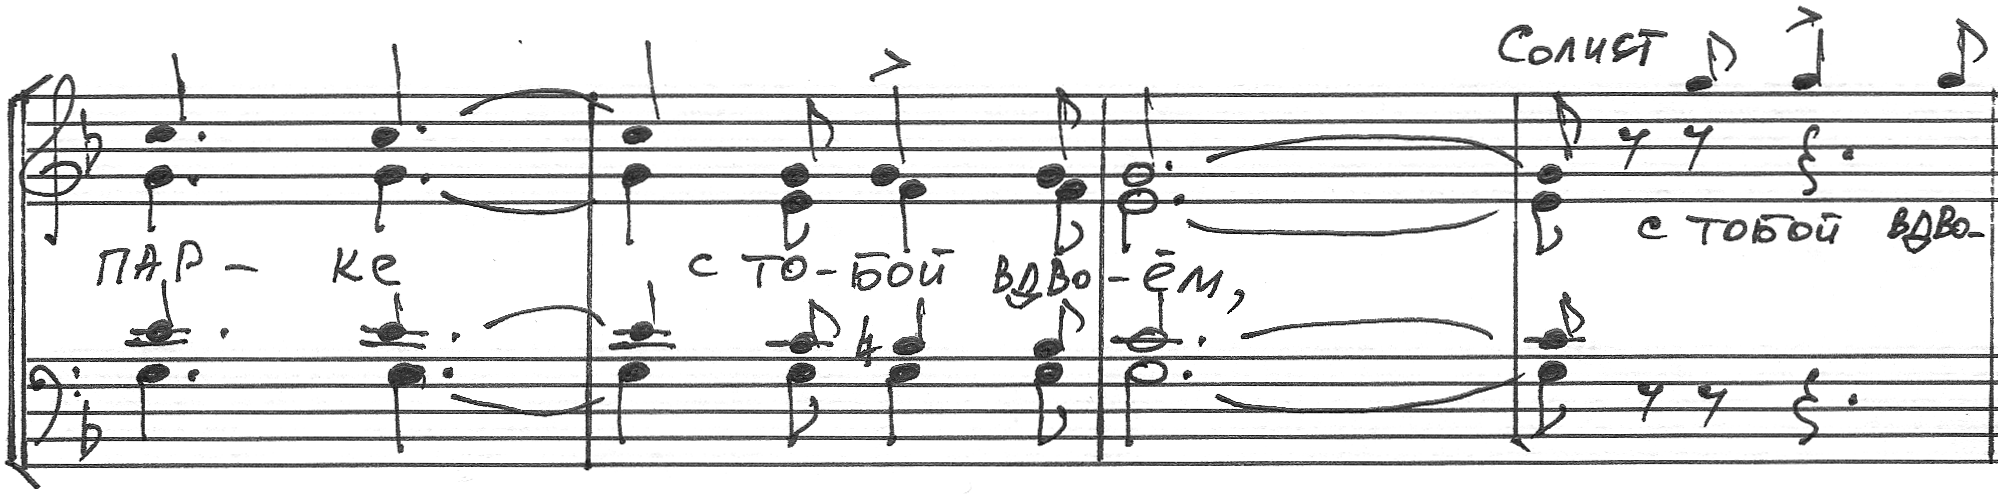 Солист
с тобой вдво-
ПАР - ке с то - бой вдво - ём,